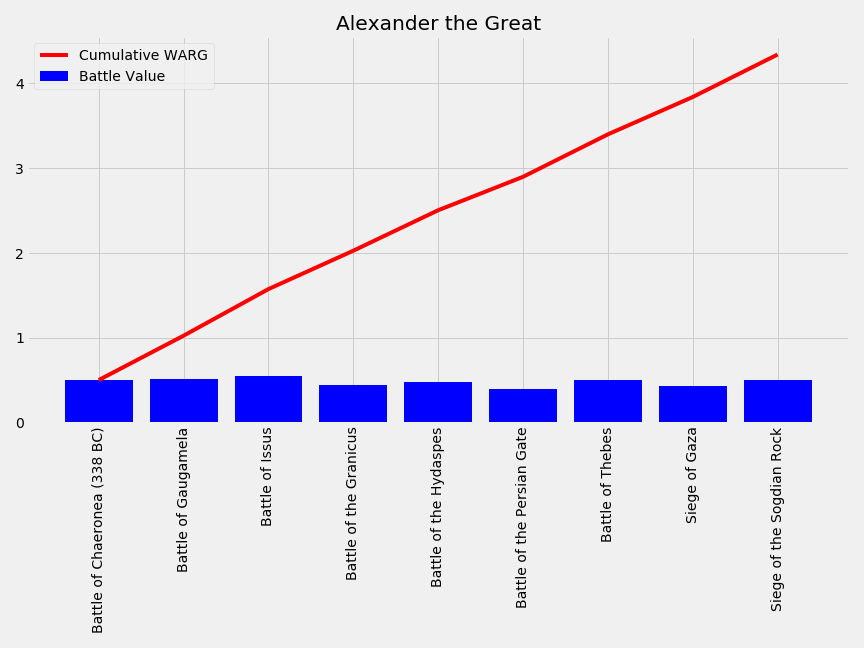 Alexander the Great
Cumulative WARG
Battle Value
4
3
2
1
0
Battle of Chaeronea (338 BC)
Battle of Gaugamela
Battle of Issus
Battle of the Granicus
Battle of the Hydaspes
Battle of the Persian Gate
Battle of Thebes
Siege of Gaza
Siege of the Sogdian Rock